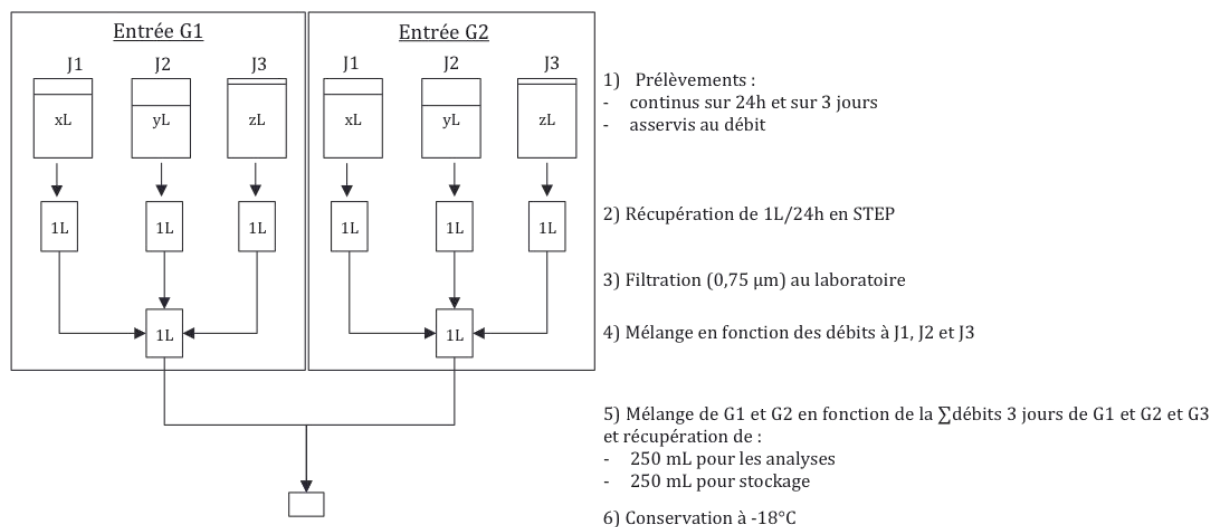 Entrée G1
J1 J2 J3
xL yL zL
1L 1L 1L
1L
Entrée G2
J1 J2 J3
xL yL zL
1L 1L 1L
1L
1) Prélèvements :
- continus sur 24h et sur 3 jours
- asservis au débit
2) Récupération de 1L/24h en STEP
3) Filtration (0,75 µm) au laboratoire
4) Mélange en fonction des débits à J1, J2 et J3
5) Mélange de G1 et G2 en fonction de la ∑débits 3 jours de G1 et G2 et G3
et récupération de :
- 250 mL pour les analyses
- 250 mL pour stockage
6) Conservation à -18°C